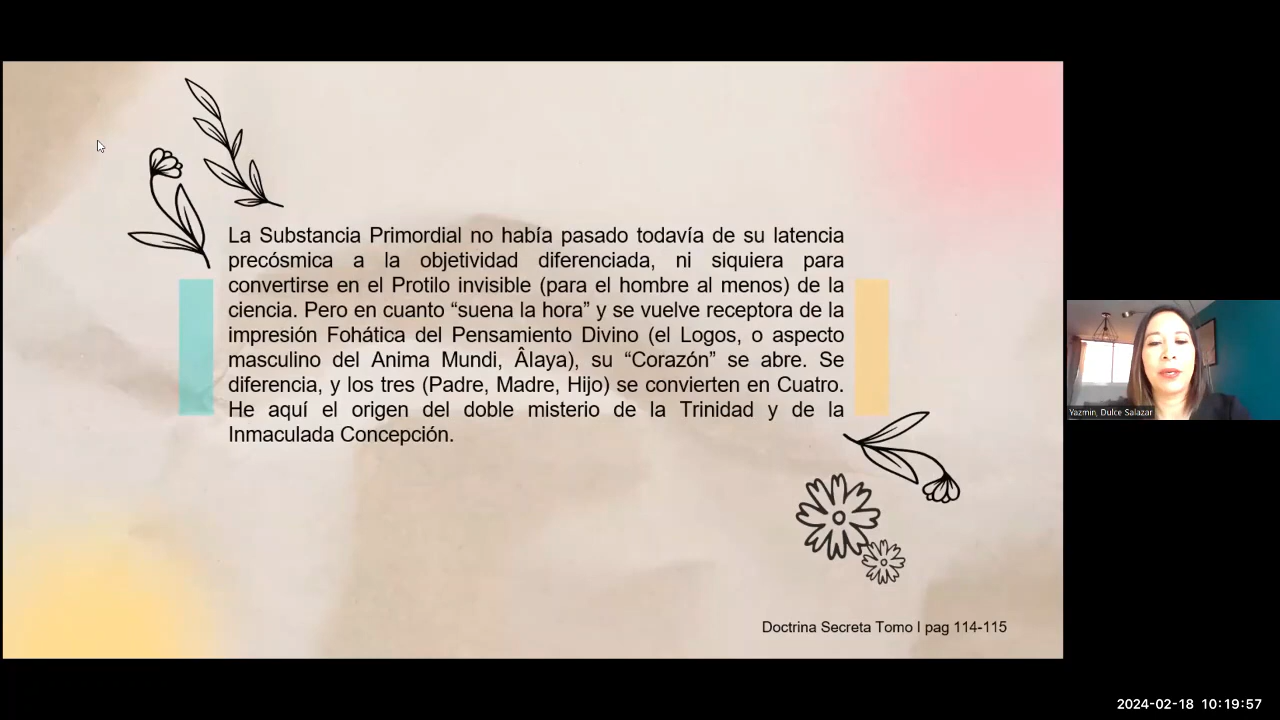 La Substancia Primordial no había pasado todavía de su latencia
precósmica a la objetividad diferenciada, ni siquiera para
convertirse en el Protilo invisible (para el hombre al menos) de la
ciencia. Pero en cuanto “suena la hora” y se vuelve receptora de la
impresión Fohática del Pensamiento Divino (el Logos, o aspecto
masculino del Anima Mundi, Âlaya), su “Corazón” se abre. Se
diferencia, y los tres (Padre, Madre, Hijo) se convierten en Cuatro.
He aquí el origen del doble misterio de la Trinidad y de la
Inmaculada Concepción.
Doctrina Secreta Tomo I pag 114-115
Yazmin, Dulce Salazar
2024-02-18 10:19:57